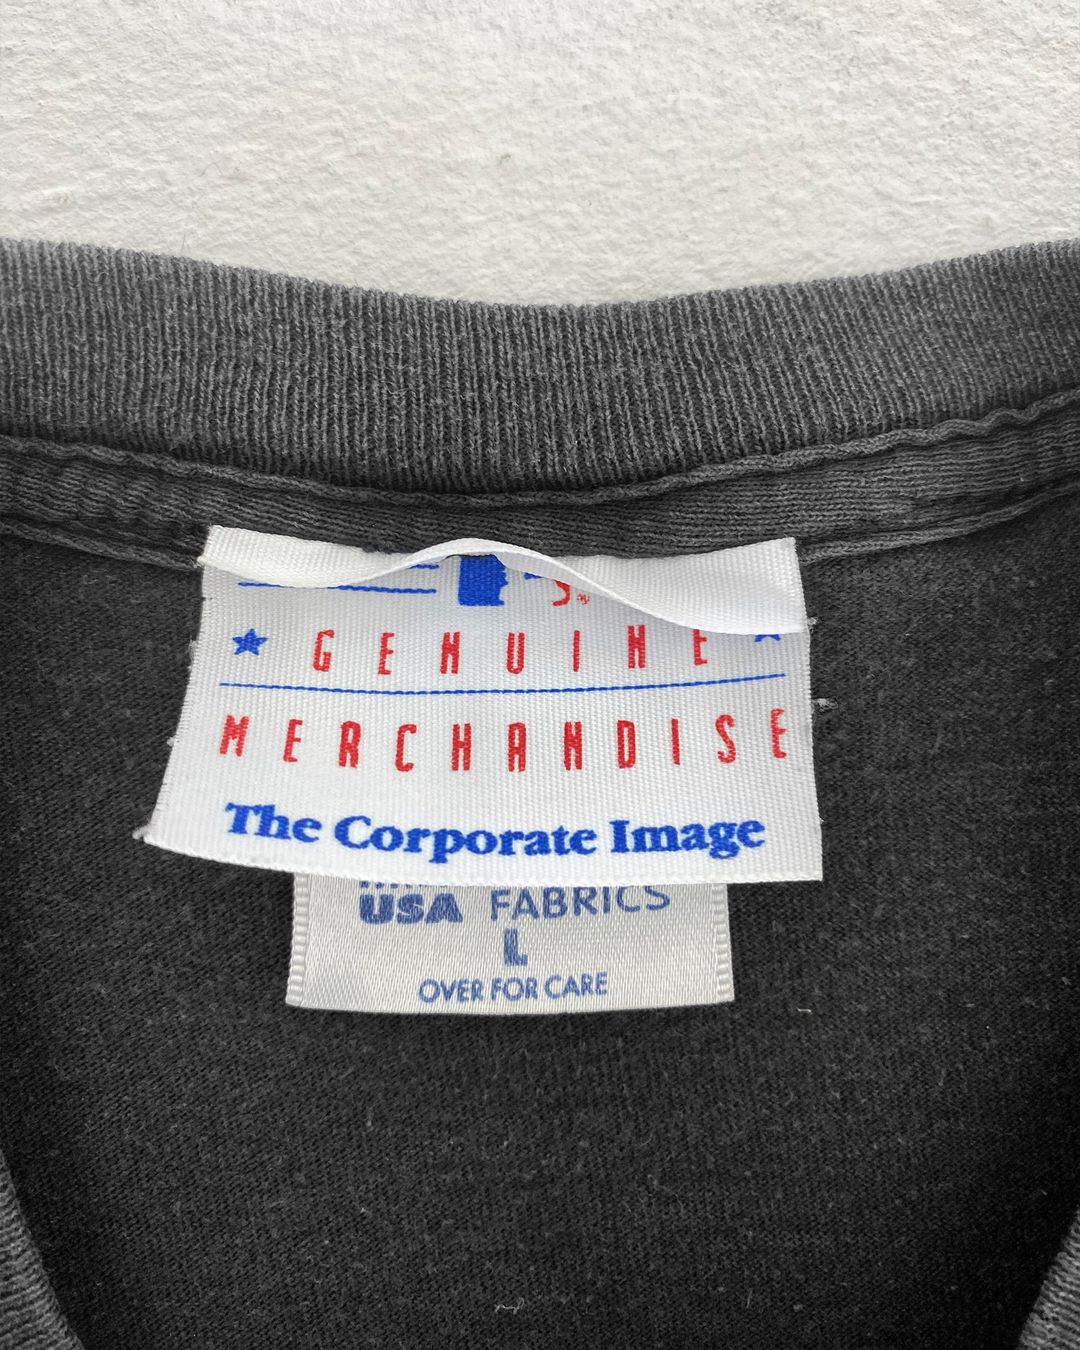 GENUINE
MERCHANDISE
The Corporate Image
USA FABRICS
L
OVER FOR CARE